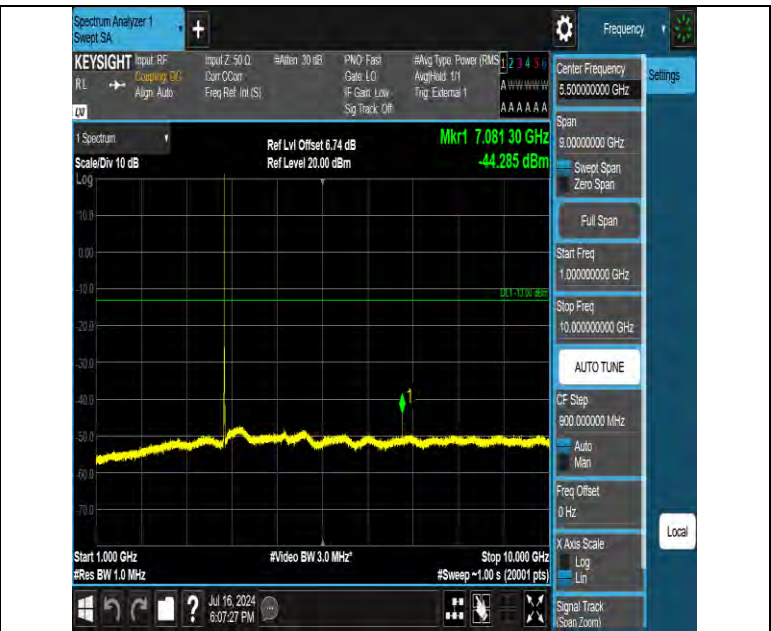 Spectrum Analyzer 1
Swept SA
+
Frequency
KEYSIGHT
RL
Input: RF
Coupling: DC
Align: Auto
Input Z: 50 Ω
Corr CCorr
Freq Ref: Int (S)
#Atten: 30 dB
PNO: Fast
Gate: LO
IF Gain: Low
Sig Track: Off
#Avg Type: Power (RMS
Avg|Hold: 1/1
Trig: External 1
1 2 3 4 5 6
A W W W W W
A A A A A A
1 Spectrum
Scale/Div 10 dB
Log
Ref Lvl Offset 6.74 dB
Ref Level 20.00 dBm
Mkr1 7.081 30 GHz
-44.285 dBm
10.0
0.00
-10.0
DL1 -13.00 dBm
-20.0
-30.0
-40.0
1
-50.0
-60.0
-70.0
Start 1.000 GHz
#Res BW 1.0 MHz
#Video BW 3.0 MHz*
Stop 10.000 GHz
#Sweep ~1.00 s (20001 pts)
?
Jul 16, 2024
6:07:27 PM
Center Frequency
5.500000000 GHz
Settings
Span
9.00000000 GHz
Swept Span
Zero Span
Full Span
Start Freq
1.000000000 GHz
Stop Freq
10.000000000 GHz
AUTO TUNE
CF Step
900.000000 MHz
Auto
Man
Freq Offset
0 Hz
X Axis Scale
Log
Lin
Local
Signal Track
(Span Zoom)